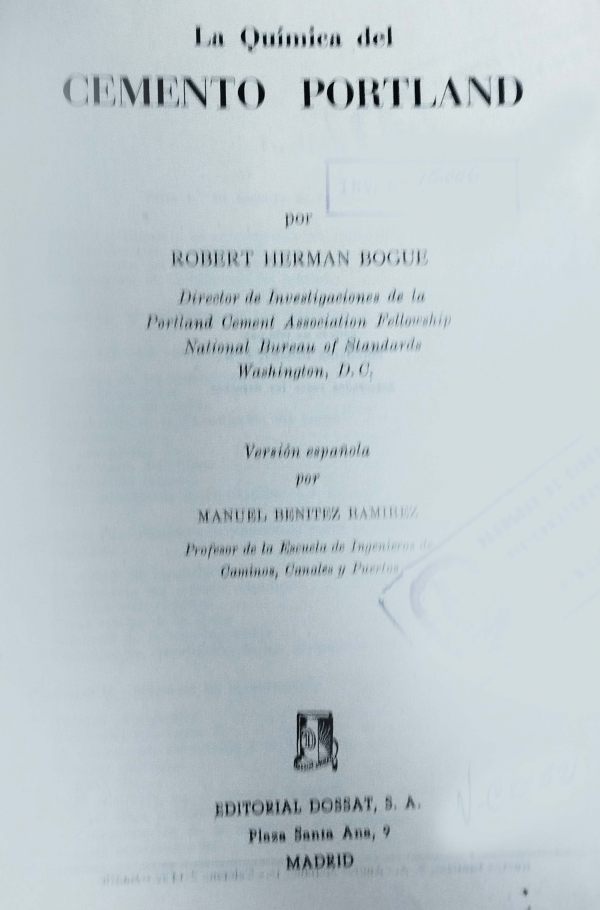 La Química del
CEMENTO PORTLAND
por
ROBERT HERMAN BOGUE
Director de Investigaciones de la
Portland Cement Association Fellowship
National Bureau of Standards
Washington, D. C,
Versión española
por
MANUEL BENITEZ RAMIREZ
Profesor de la Escuela de Ingenieros de
Caminos, Canales y Puertos
EDITORIAL DOSSAT, S. A.
Plaza Santa Ana, 9
MADRID